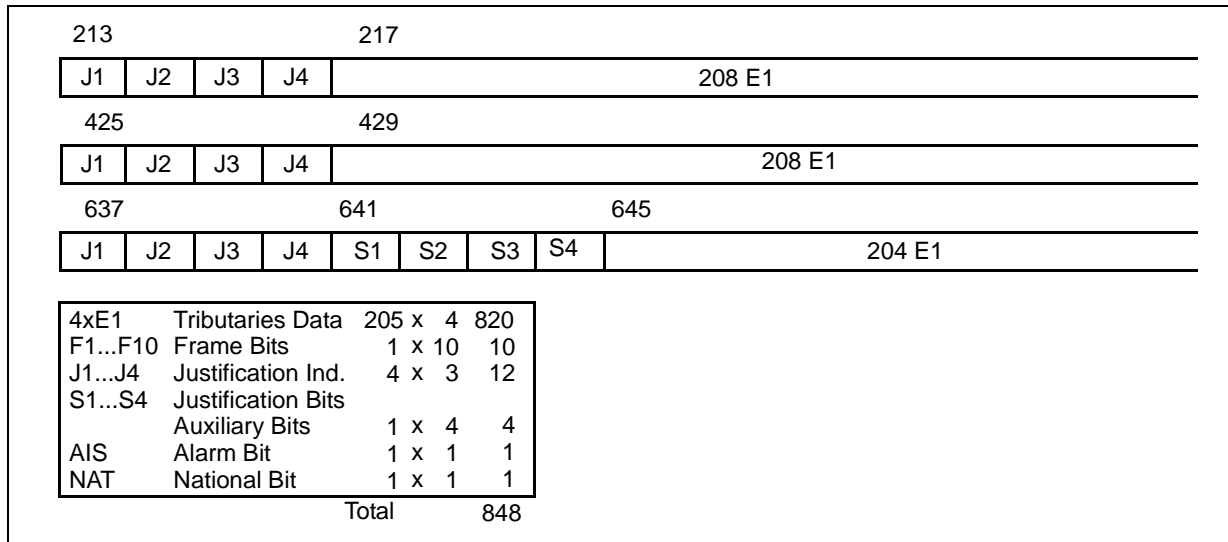 213 217
J1 J2 J3 J4 208 E1
425 429
J1 J2 J3 J4 208 E1
637 641 645
J1 J2 J3 J4 S1 S2 S3 S4 204 E1
4xE1 Tributaries Data 205 x 4 820
F1...F10 Frame Bits 1 x 10 10
J1...J4 Justification Ind. 4 x 3 12
S1...S4 Justification Bits
Auxiliary Bits 1 x 4 4
AIS Alarm Bit 1 x 1 1
NAT National Bit 1 x 1 1
Total 848